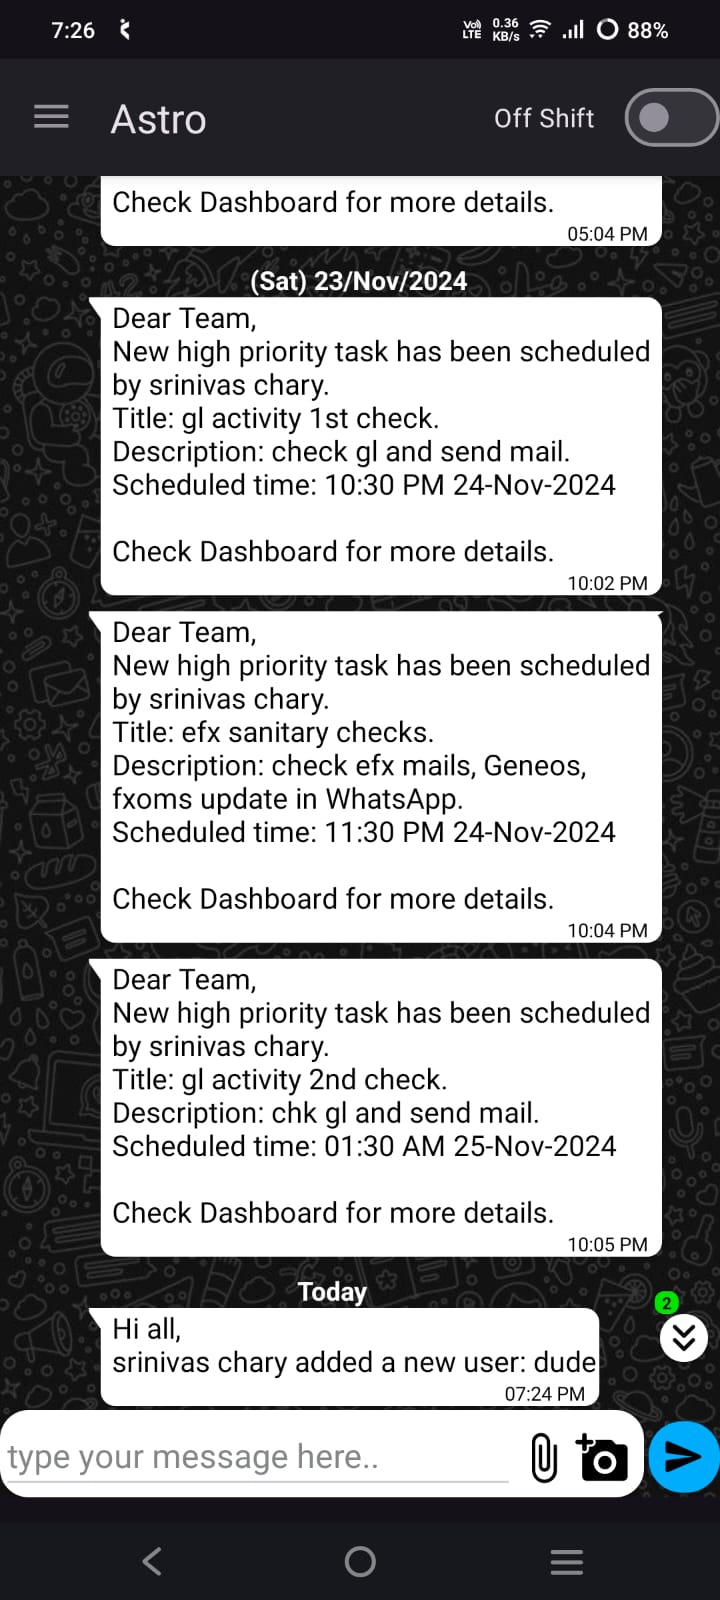 7:26
Vo) LTE 0.36 KB/s 88%
Astro
Off Shift
Check Dashboard for more details.
05:04 PM
(Sat) 23/Nov/2024
Dear Team,
New high priority task has been scheduled
by srinivas chary.
Title: gl activity 1st check.
Description: check gl and send mail.
Scheduled time: 10:30 PM 24-Nov-2024
Check Dashboard for more details.
10:02 PM
Dear Team,
New high priority task has been scheduled
by srinivas chary.
Title: efx sanitary checks.
Description: check efx mails, Geneos,
fxoms update in WhatsApp.
Scheduled time: 11:30 PM 24-Nov-2024
Check Dashboard for more details.
10:04 PM
Dear Team,
New high priority task has been scheduled
by srinivas chary.
Title: gl activity 2nd check.
Description: chk gl and send mail.
Scheduled time: 01:30 AM 25-Nov-2024
Check Dashboard for more details.
10:05 PM
Today
2
Hi all,
srinivas chary added a new user: dude
07:24 PM
type your message here..